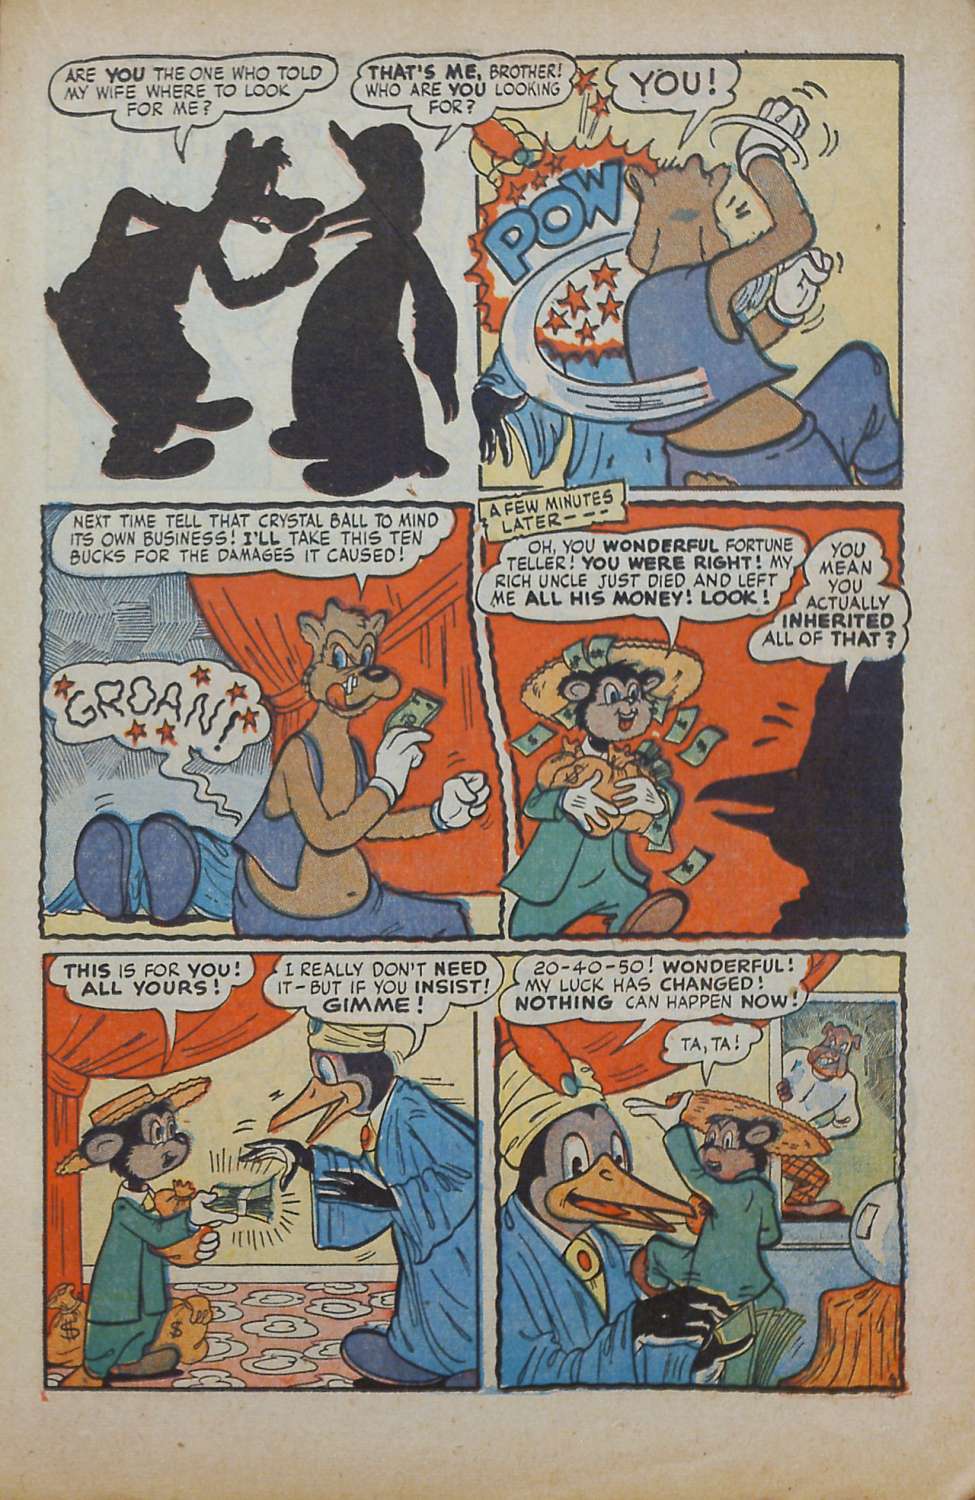 ARE YOU THE ONE WHO TOLD
MY WIFE WHERE TO LOOK
FOR ME?
THAT'S ME, BROTHER!
WHO ARE YOU LOOKING
FOR?
YOU!
POW
NEXT TIME TELL THAT CRYSTAL BALL TO MIND
ITS OWN BUSINESS! I'LL TAKE THIS TEN
BUCKS FOR THE DAMAGES IT CAUSED!
GROAN!
A FEW MINUTES
LATER---
OH, YOU WONDERFUL FORTUNE
TELLER! YOU WERE RIGHT! MY
RICH UNCLE JUST DIED AND LEFT
ME ALL HIS MONEY! LOOK!
YOU
MEAN
YOU
ACTUALLY
INHERITED
ALL OF THAT?
$
THIS IS FOR YOU!
ALL YOURS!
I REALLY DON'T NEED
IT-BUT IF YOU INSIST!
GIMME!
$
$
20-40-50! WONDERFUL!
MY LUCK HAS CHANGED!
NOTHING CAN HAPPEN NOW!
TA, TA!